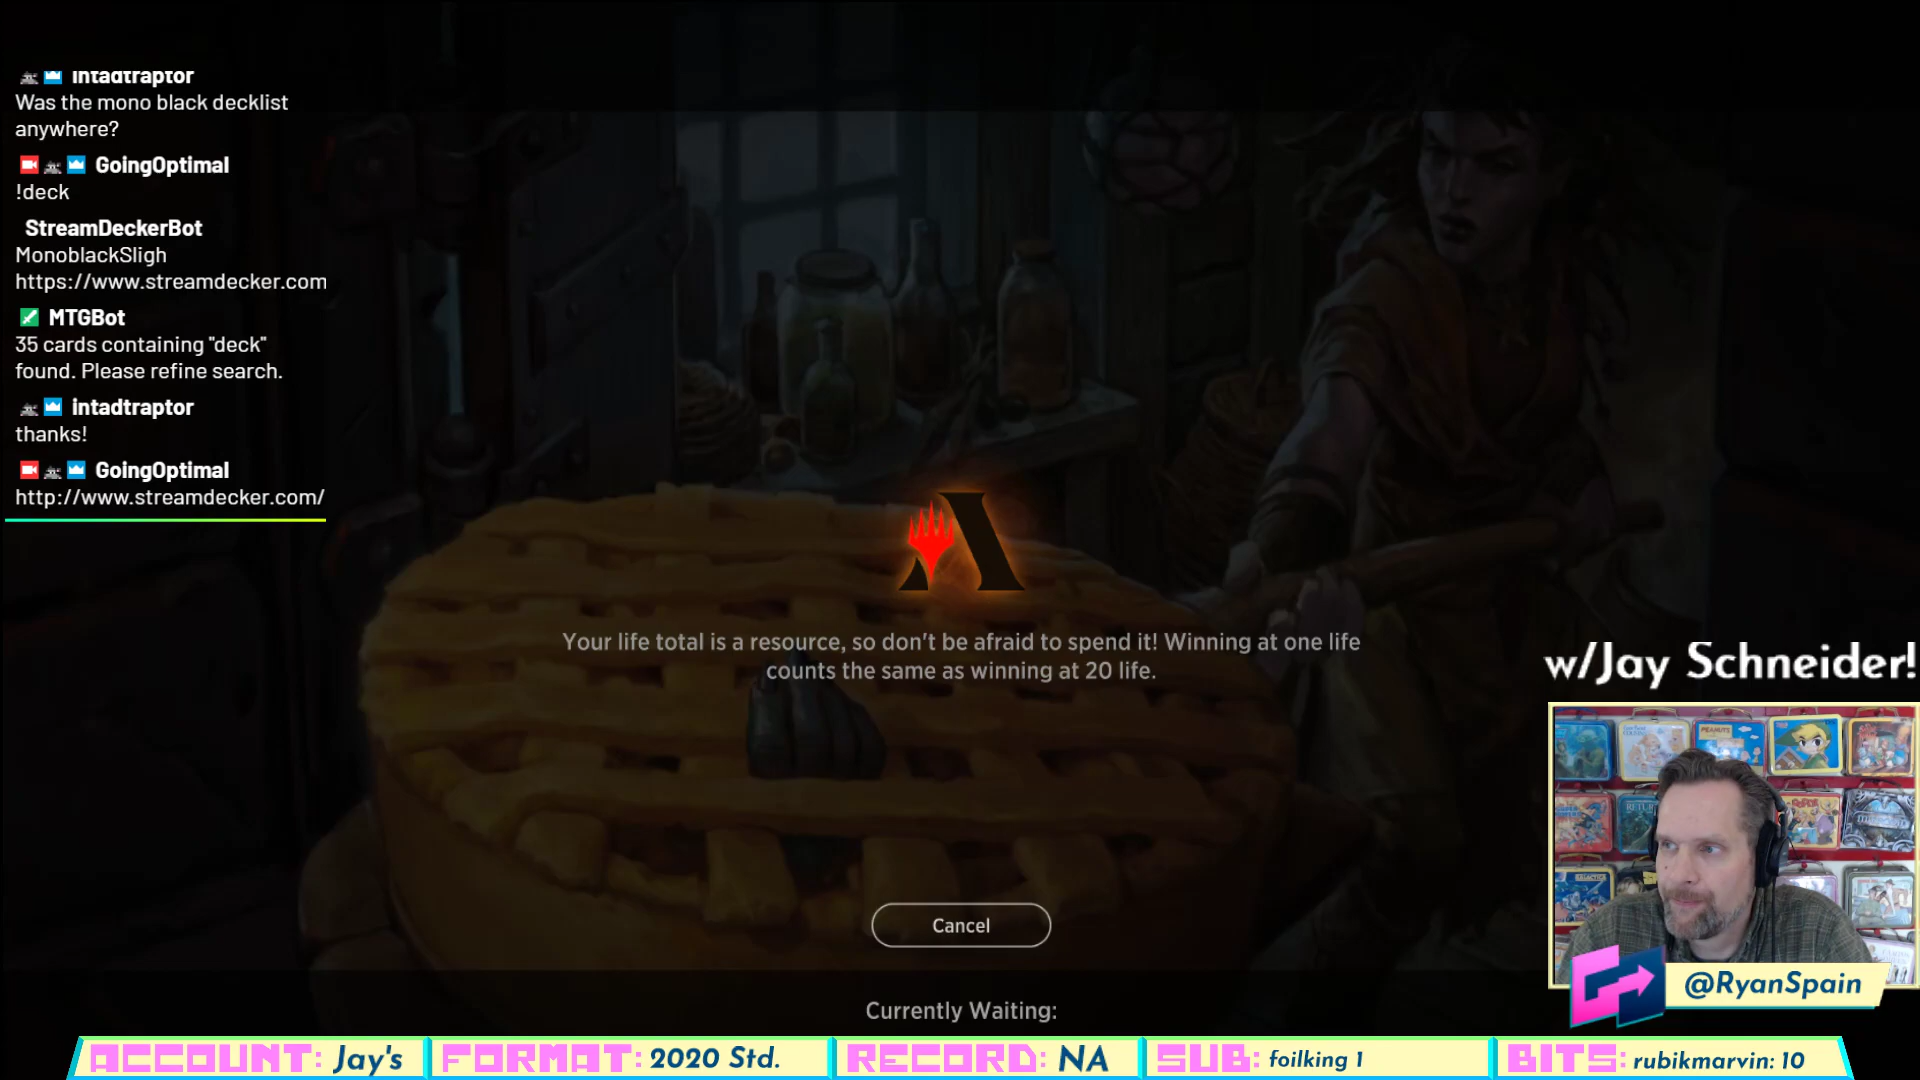 intadtraptor
Was the mono black decklist
anywhere?
GoingOptimal
!deck
StreamDeckerBot
MonoblackSligh
https://www.streamdecker.com
MTGBot
35 cards containing "deck"
found. Please refine search.
intadtraptor
thanks!
GoingOptimal
http://www.streamdecker.com/
Your life total is a resource, so don't be afraid to spend it! Winning at one life
counts the same as winning at 20 life.
Cancel
Currently Waiting:
w/Jay Schneider!
PEANUTS
@RyanSpain
ACCOUNT: Jay's
FORMAT: 2020 Std.
RECORD: NA
SUB: foilking 1
BITS: rubikmarvin: 10